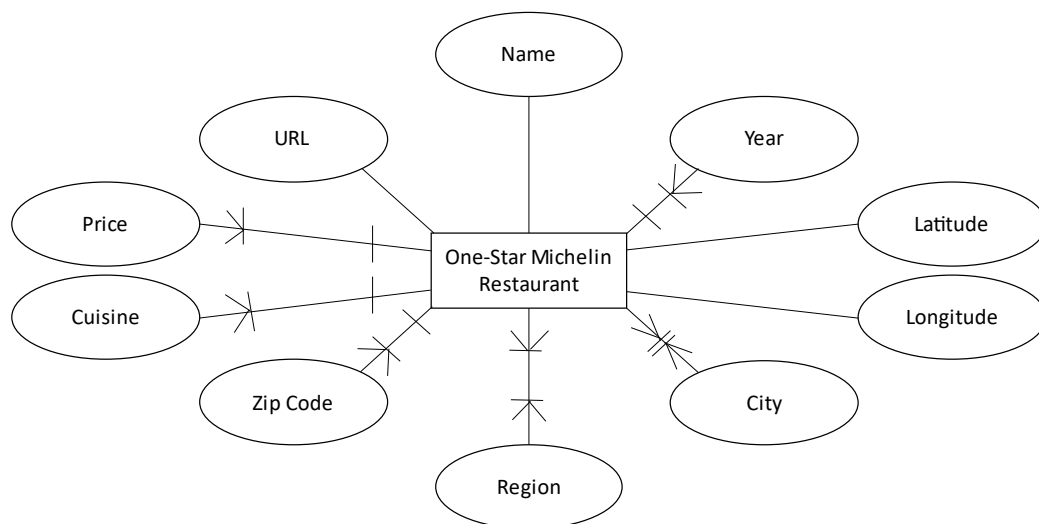 Name
URL
Year
Price
One-Star Michelin
Restaurant
Latitude
Cuisine
Longitude
Zip Code
City
Region